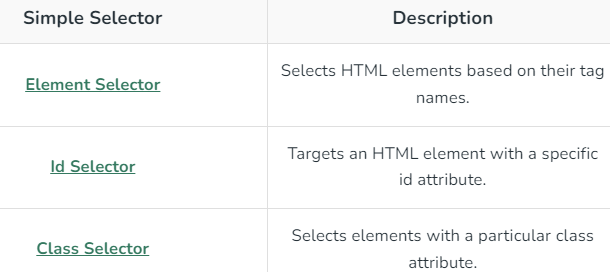 Simple Selector Description
Element Selector
Selects HTML elements based on their tag
names.
Id Selector
Targets an HTML element with a specific
id attribute.
Class Selector
Selects elements with a particular class
attribute.